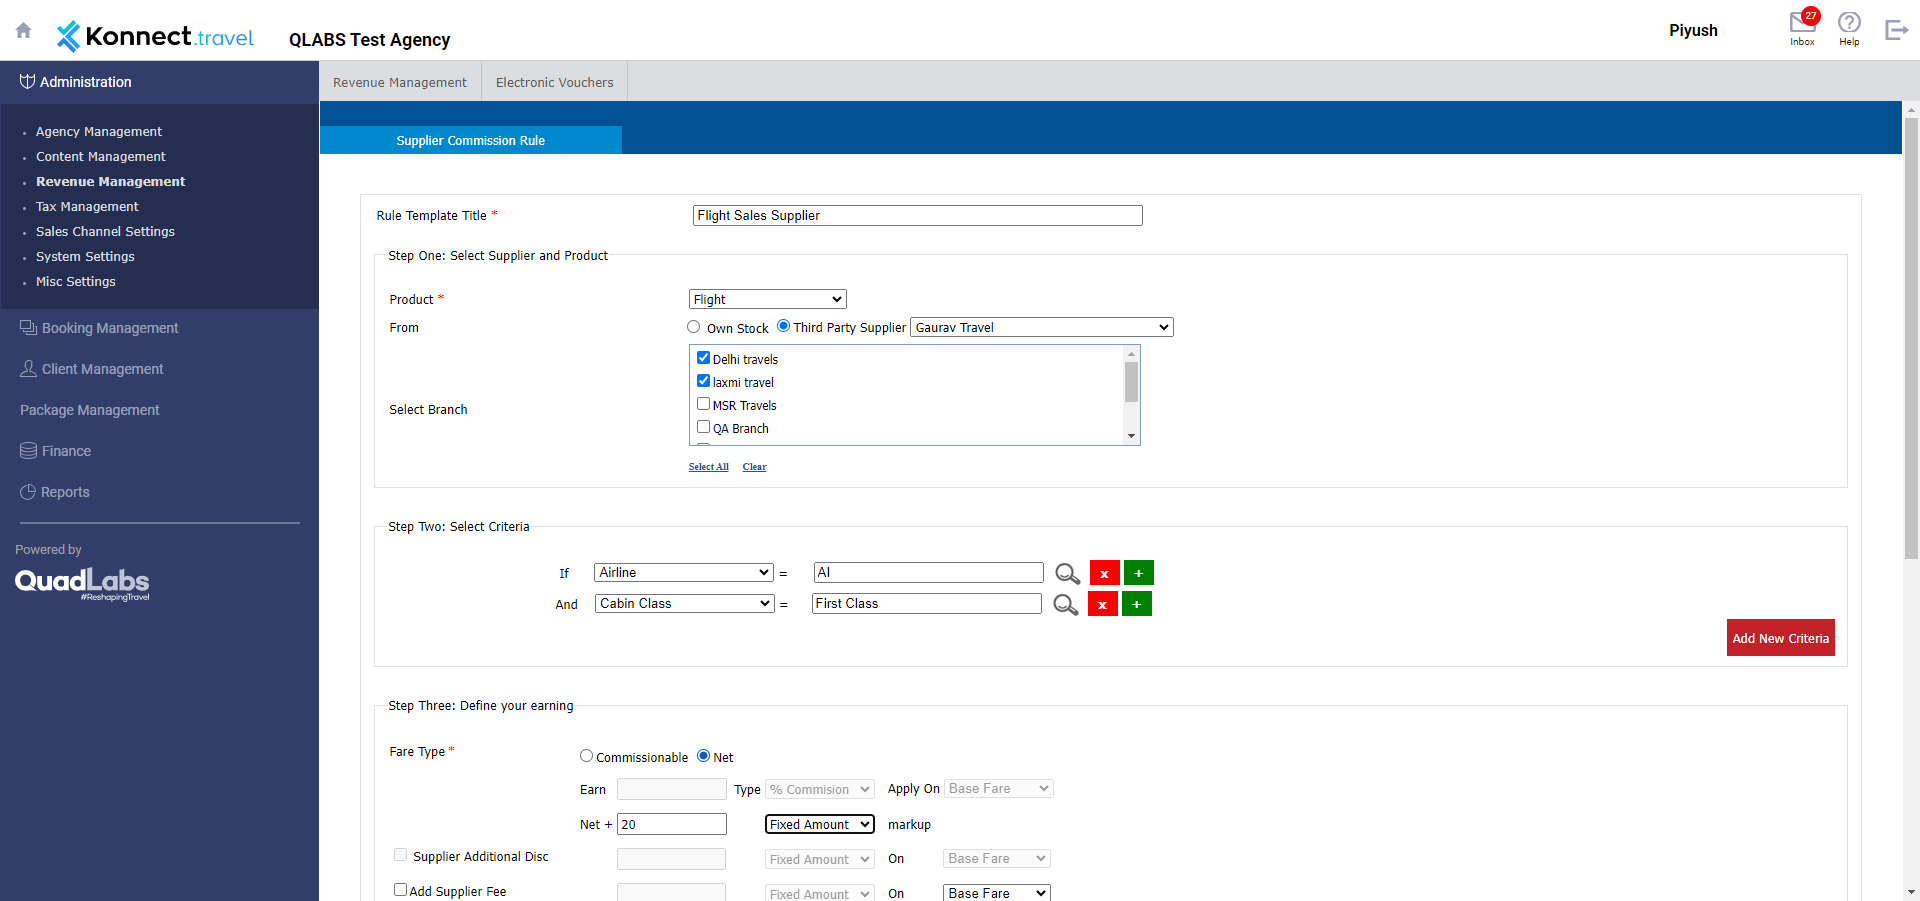 Konnect.travel
QLABS Test Agency
Piyush
27
Inbox
Help
Administration
Agency Management
Content Management
Revenue Management
Tax Management
Sales Channel Settings
System Settings
Misc Settings
Booking Management
Client Management
Package Management
Finance
Reports
Powered by
QuadLabs
#ReshapingTravel
Revenue Management
Electronic Vouchers
Supplier Commission Rule
Rule Template Title * Flight Sales Supplier
Step One: Select Supplier and Product
Product * Flight
From Own Stock Third Party Supplier Gaurav Travel
Select Branch
Delhi travels
laxmi travel
MSR Travels
QA Branch
Select All Clear
Step Two: Select Criteria
If Airline = AI x +
And Cabin Class = First Class x +
Add New Criteria
Step Three: Define your earning
Fare Type * Commissionable Net
Earn Type % Commision Apply On Base Fare
Net + 20 Fixed Amount markup
Supplier Additional Disc Fixed Amount On Base Fare
Add Supplier Fee Fixed Amount On Base Fare